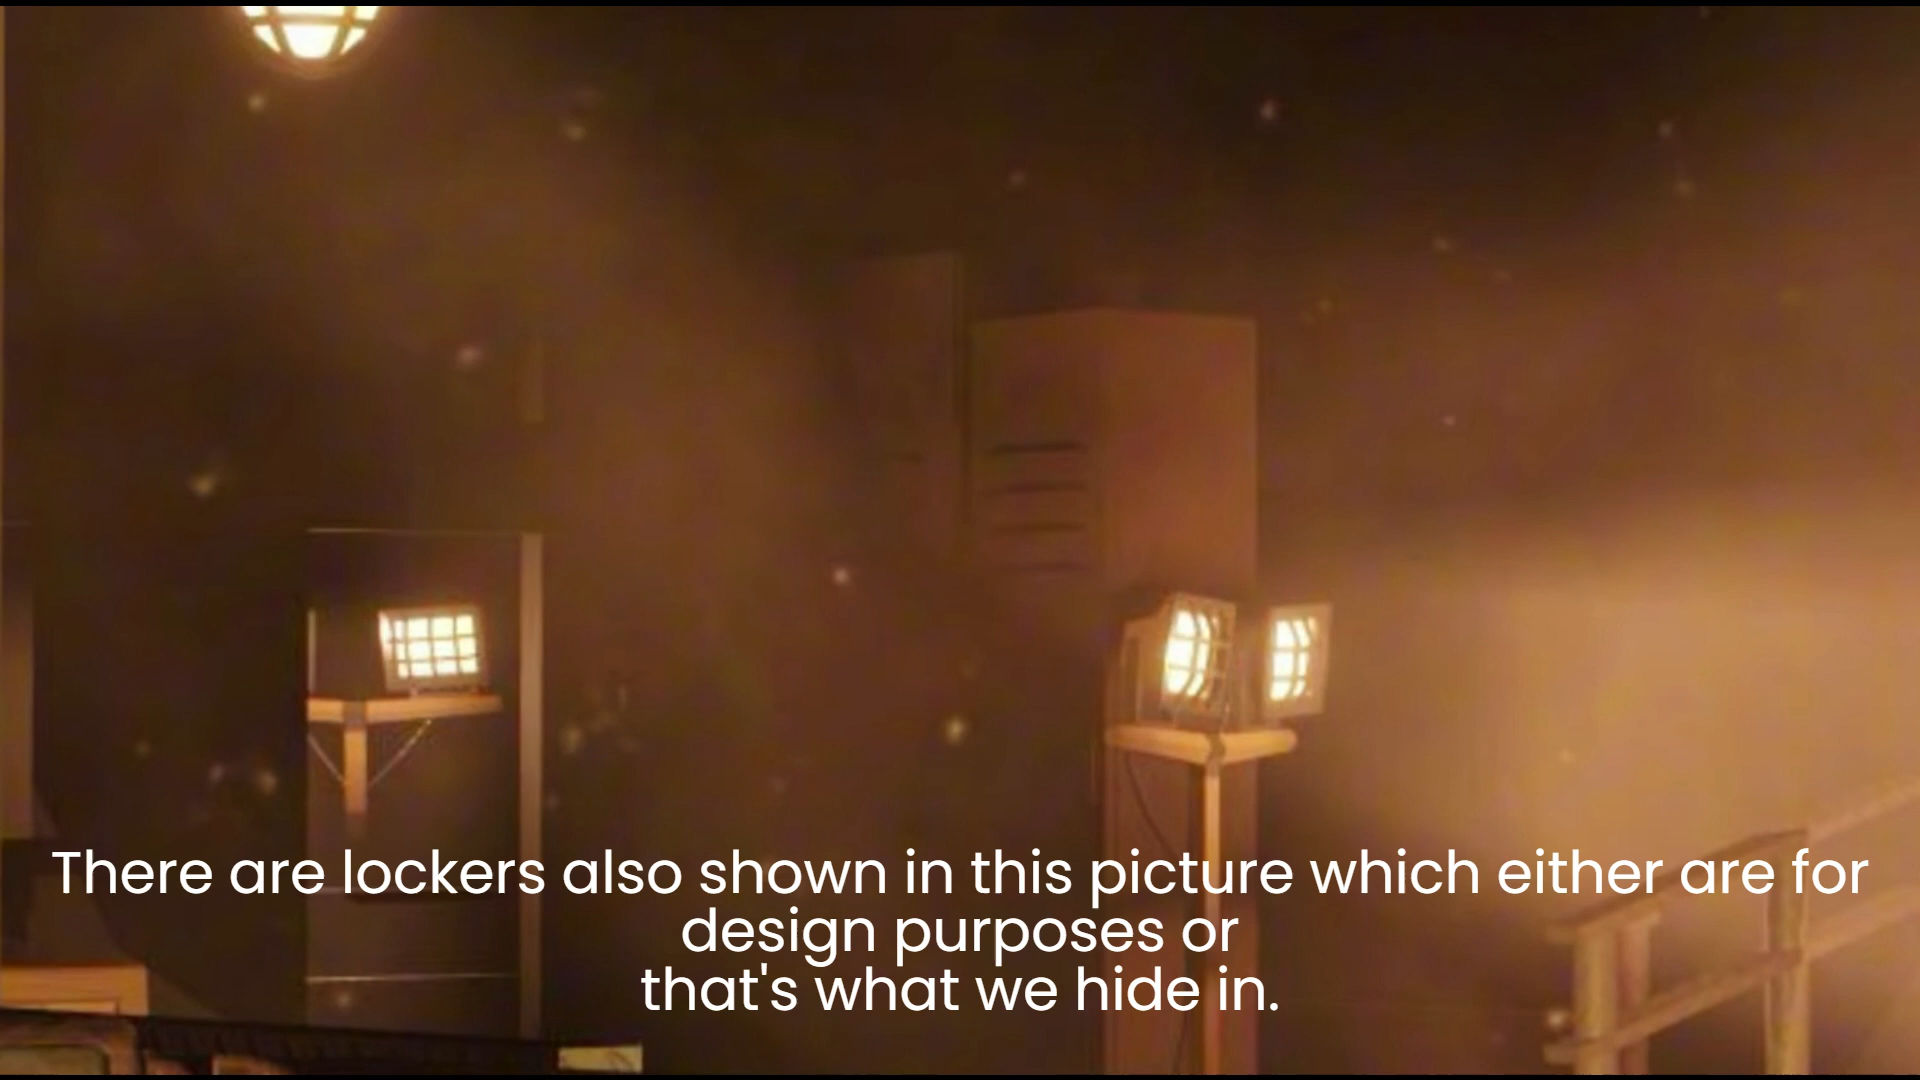 There are lockers also shown in this picture which either are for
design purposes or
that's what we hide in.